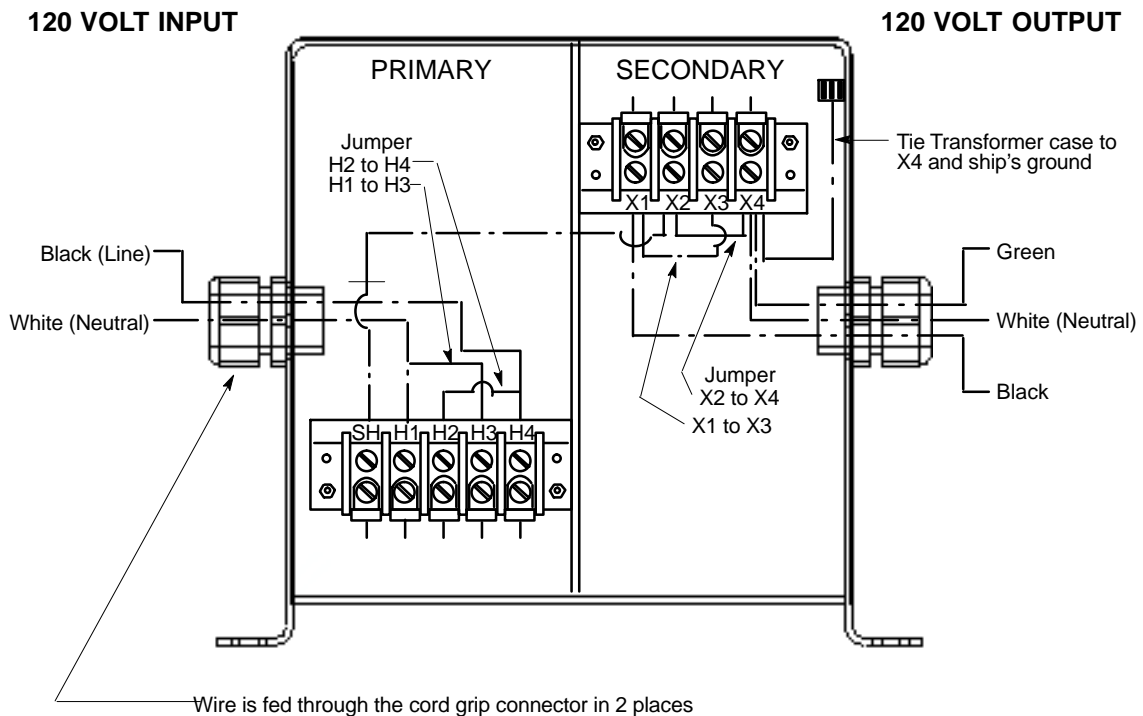 120 VOLT INPUT
120 VOLT OUTPUT
PRIMARY
SECONDARY
Jumper
H2 to H4
H1 to H3
Tie Transformer case to
X4 and ship's ground
X1 X2 X3 X4
Black (Line)
White (Neutral)
Green
White (Neutral)
Black
Jumper
X2 to X4
X1 to X3
SH H1 H2 H3 H4
Wire is fed through the cord grip connector in 2 places